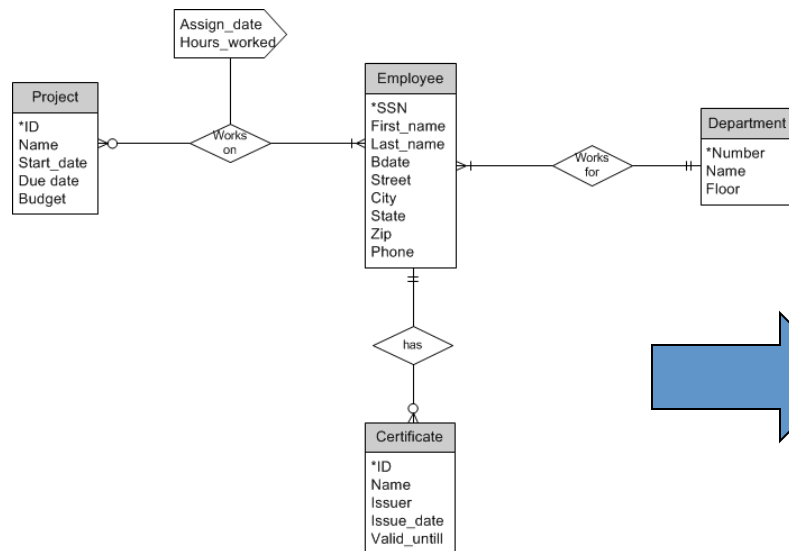 Assign_date
Hours_worked
Project
*ID
Name
Start_date
Due date
Budget
Works
on
Employee
*SSN
First_name
Last_name
Bdate
Street
City
State
Zip
Phone
Works
for
Department
*Number
Name
Floor
has
Certificate
*ID
Name
Issuer
Issue_date
Valid_untill